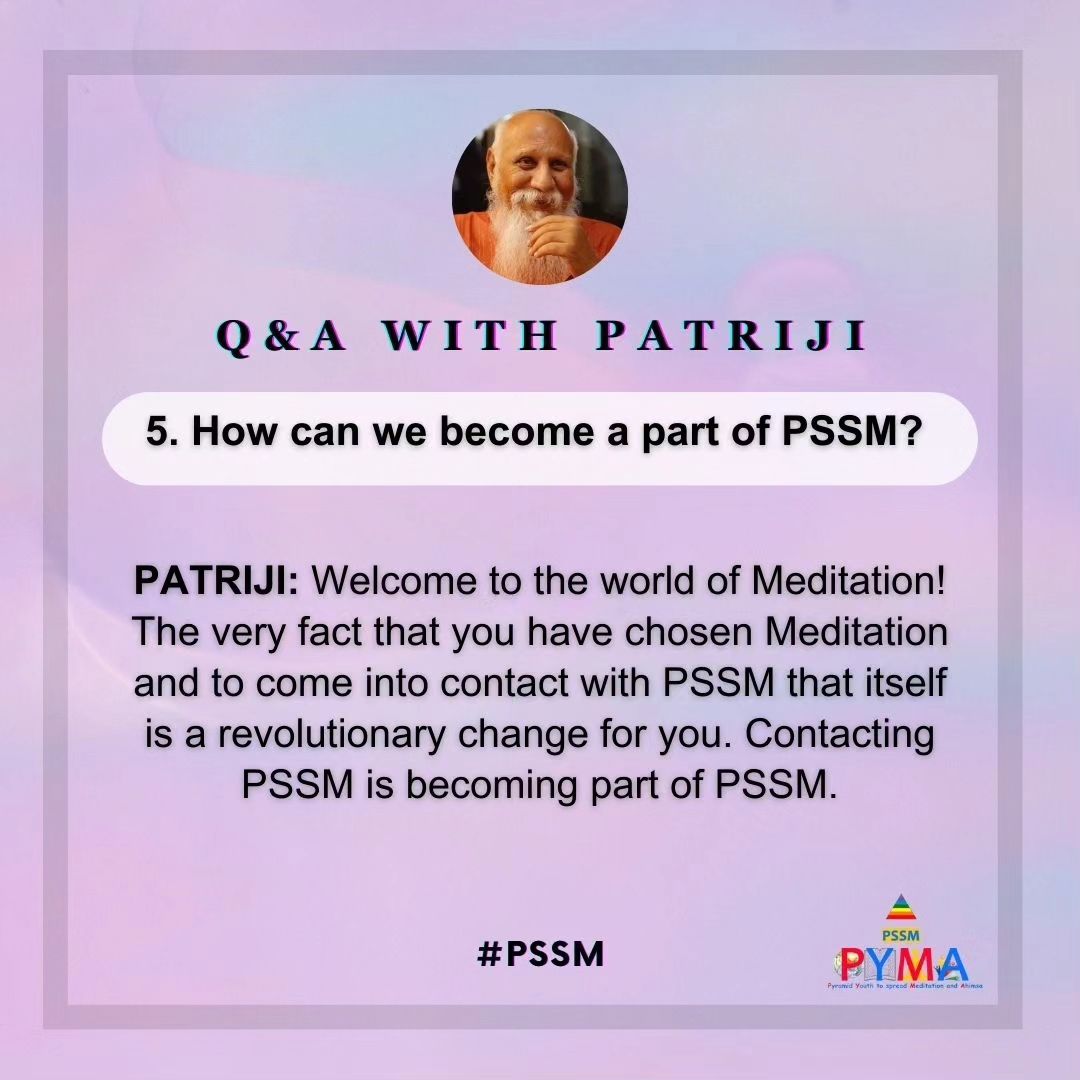 Q&A WITH PATRIJI
5. How can we become a part of PSSM?
PATRIJI: Welcome to the world of Meditation!
The very fact that you have chosen Meditation
and to come into contact with PSSM that itself
is a revolutionary change for you. Contacting
PSSM is becoming part of PSSM.
#PSSM
PSSM
PYMA
Pyramid Youth to spread Meditation and Ahimsa